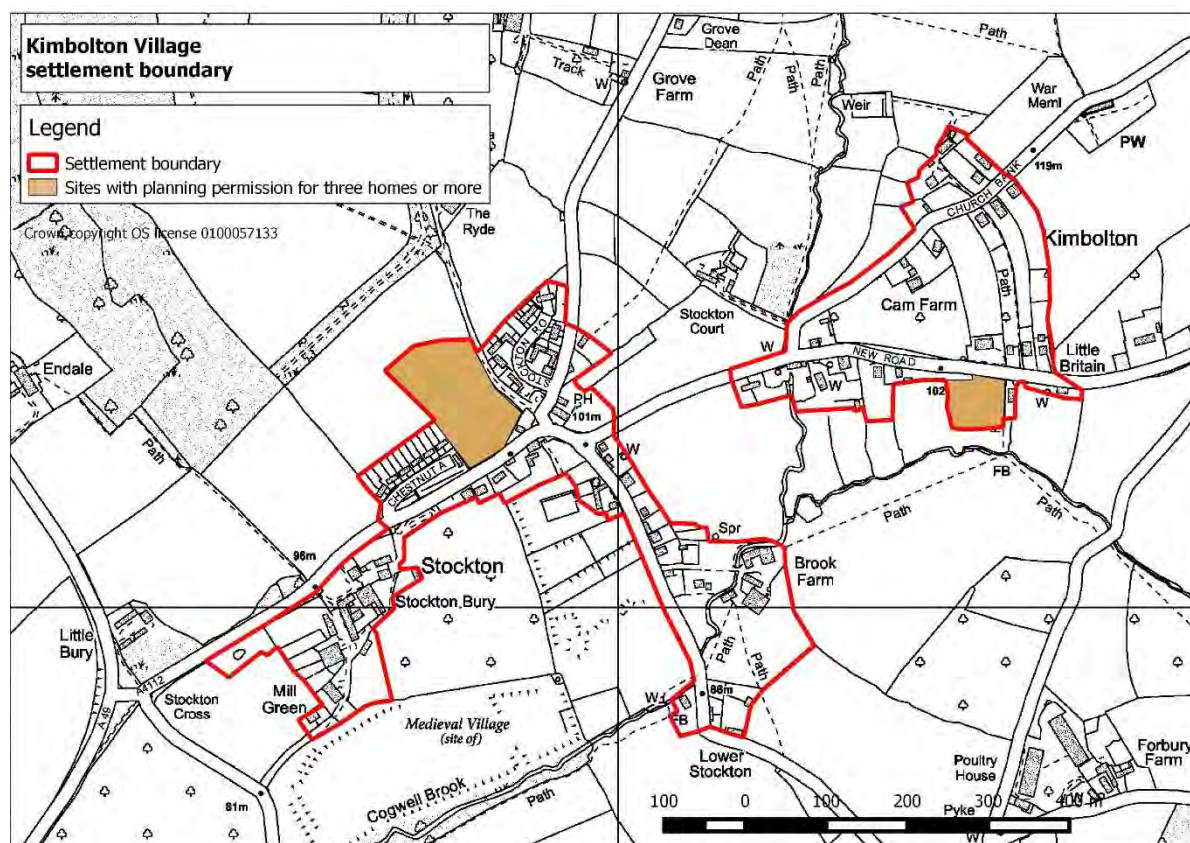 Kimbolton Village
settlement boundary
Legend
Settlement boundary
Sites with planning permission for three homes or more
Crown copyright OS license 0100057133
Grove
Dean
Track
W
Grove
Farm
Path
Path
Path
Path
Weir
War
Meml
PW
119m
CHURCH BANK
Kimbolton
The
Ryde
Cam Farm
Path
Stockton
Court
W
NEW ROAD
Little
Britain
W
102
W
Endale
STOCKTON RO
PH
101m
W
Path
CHESTNUT A
FB
Path
Path
Spr
Brook
Farm
96m
Stockton
Stockton Bury
Little
Bury
A4112
Stockton
Cross
A 49
Mill
Green
Path
Path
W
86m
FB
Medieval Village
(site of)
Lower
Stockton
Poultry
House
Forbury
Farm
W
81m
Cogwell Brook
Path
Pyke
W
100 0 100 200 300 400 m